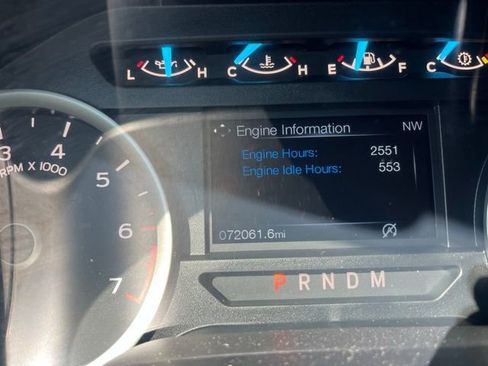 L H C H E F C
Engine Information NW
Engine Hours: 2551
Engine Idle Hours: 553
072061.6mi
3 4 5 6 7
RPM X 1000
P R N D M